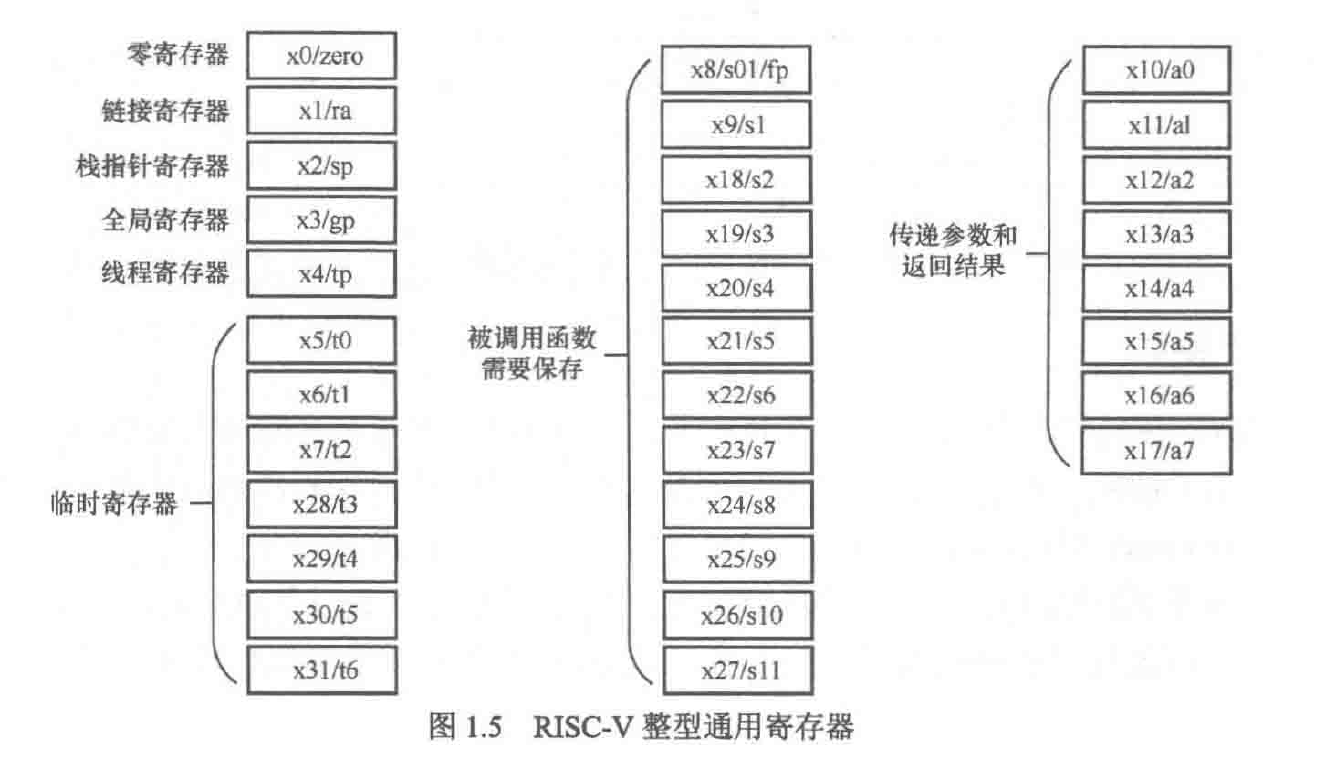 零寄存器 x0/zero
链接寄存器 x1/ra
栈指针寄存器 x2/sp
全局寄存器 x3/gp
线程寄存器 x4/tp
临时寄存器
x5/t0
x6/t1
x7/t2
x28/t3
x29/t4
x30/t5
x31/t6
被调用函数
需要保存
x8/s01/fp
x9/s1
x18/s2
x19/s3
x20/s4
x21/s5
x22/s6
x23/s7
x24/s8
x25/s9
x26/s10
x27/s11
传递参数和
返回结果
x10/a0
x11/al
x12/a2
x13/a3
x14/a4
x15/a5
x16/a6
x17/a7
图 1.5 RISC-V 整型通用寄存器